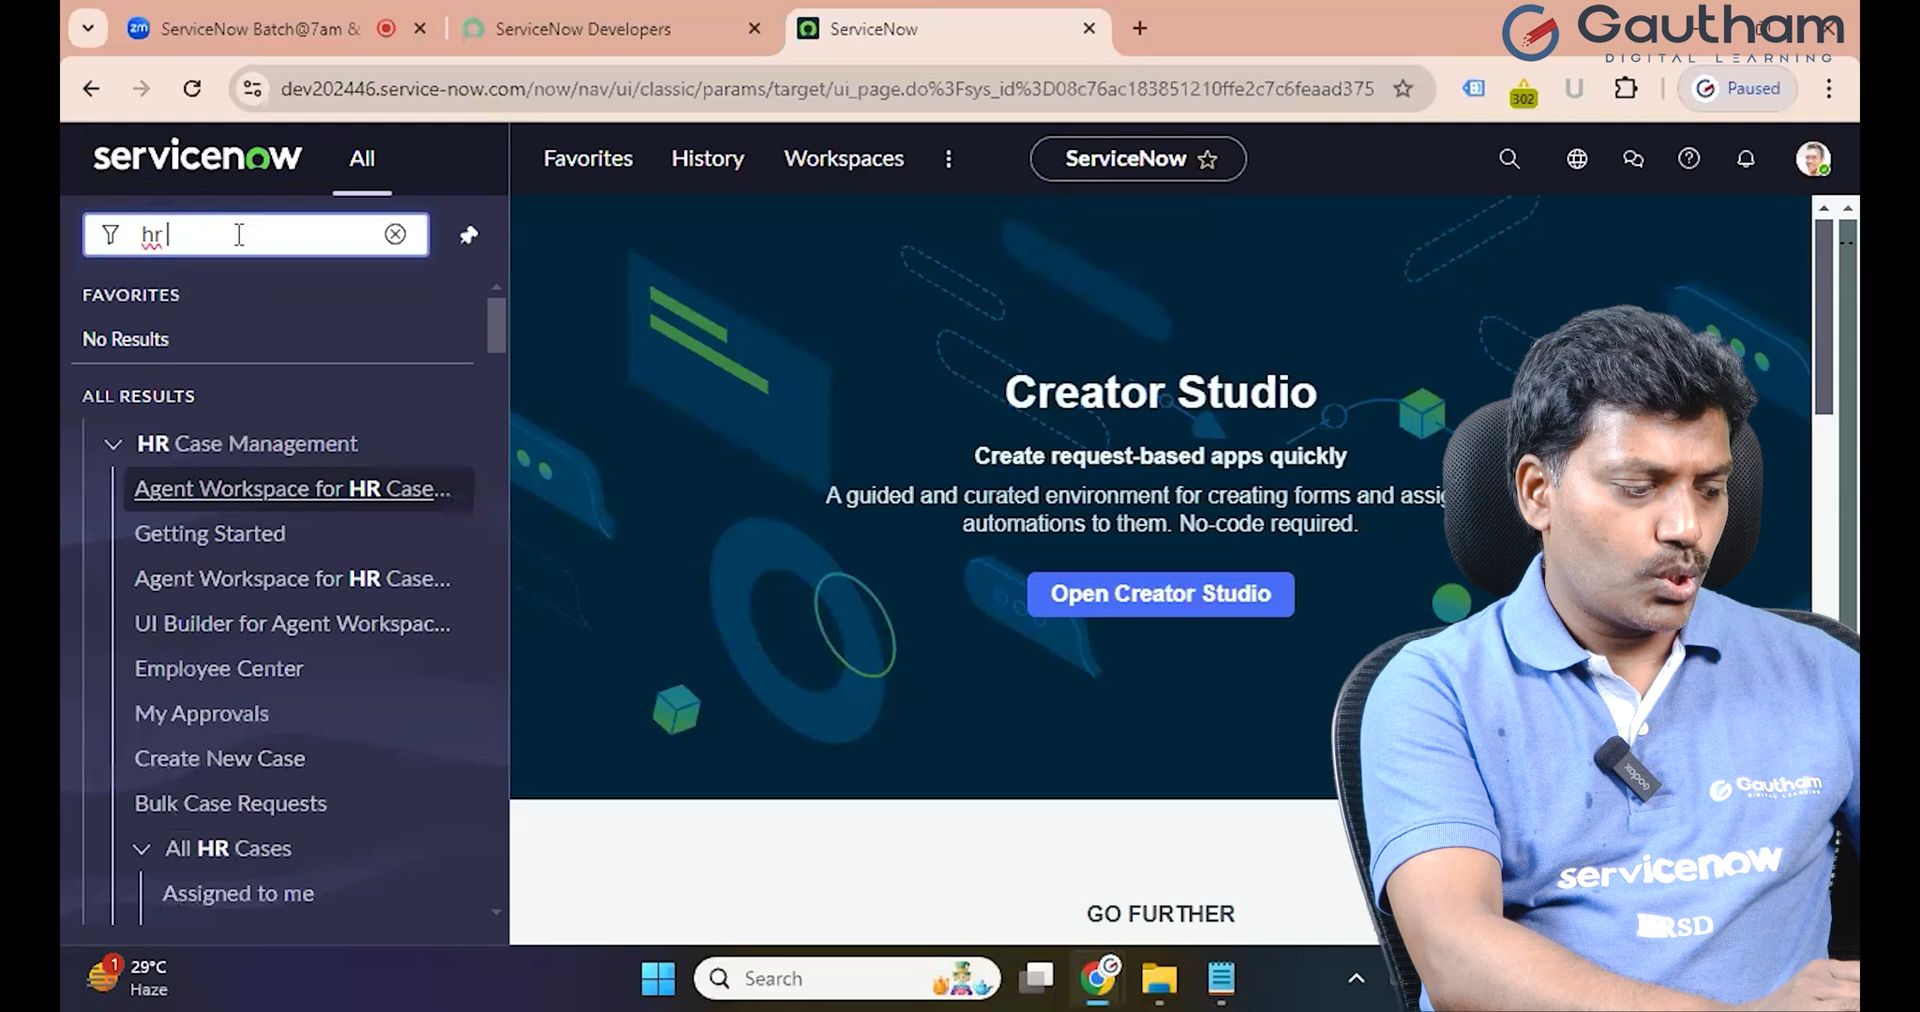 ServiceNow Batch@7am &
ServiceNow Developers
ServiceNow
Gautham
DIGITAL LEARNING
dev202446.service-now.com/now/nav/ui/classic/params/target/ui_page.do%3Fsys_id%3D08c76ac183851210ffe2c7c6feaad375
302
U
Paused
servicenow
All
Favorites
History
Workspaces
ServiceNow
hr
FAVORITES
No Results
ALL RESULTS
HR Case Management
Agent Workspace for HR Case...
Getting Started
Agent Workspace for HR Case...
UI Builder for Agent Workspac...
Employee Center
My Approvals
Create New Case
Bulk Case Requests
All HR Cases
Assigned to me
Creator Studio
Create request-based apps quickly
A guided and curated environment for creating forms and assig
automations to them. No-code required.
Open Creator Studio
GO FURTHER
Gautham
DIGITAL LEARNING
servicenow
HRSD
1
29°C
Haze
Search